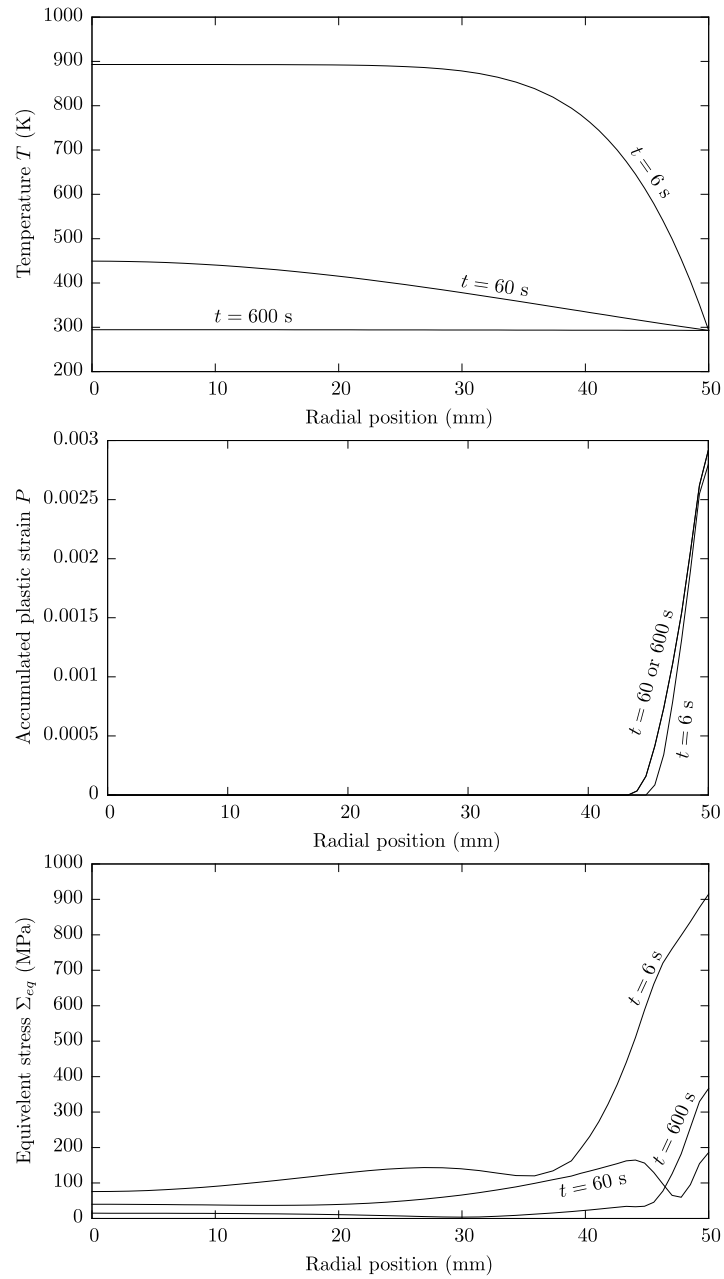 1000
900
800
700
600
500
400
300
200
Temperature T (K)
t = 6 s
t = 60 s
t = 600 s
0 10 20 30 40 50
Radial position (mm)
0.003
0.0025
0.002
0.0015
0.001
0.0005
0
Accumulated plastic strain P
t = 60 or 600 s
t = 6 s
0 10 20 30 40 50
Radial position (mm)
1000
900
800
700
600
500
400
300
200
100
0
Equivelent stress Σeq (MPa)
t = 6 s
t = 600 s
t = 60 s
0 10 20 30 40 50
Radial position (mm)